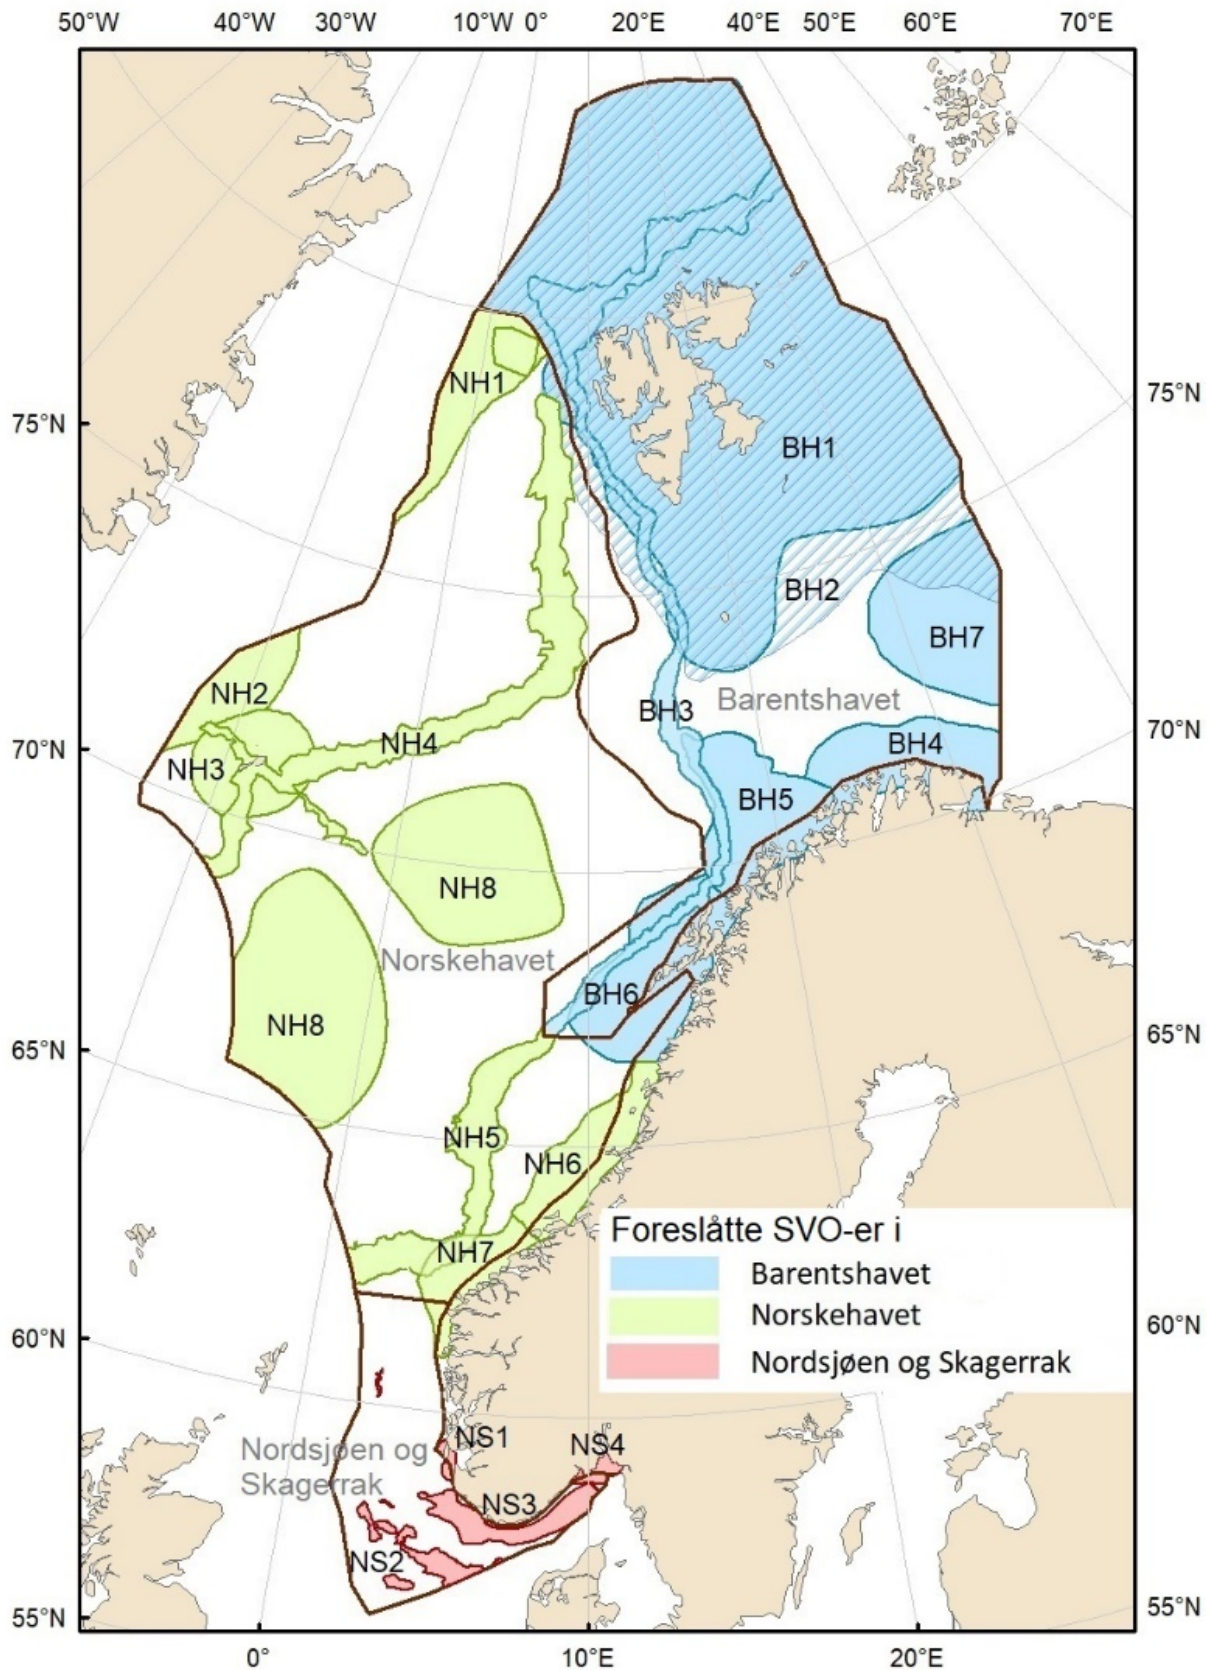 50°W 40°W 30°W 10°W 0° 20°E 40°E 50°E 60°E 70°E
NH1
75°N
75°N
BH1
BH2
BH7
NH2
BH3
Barentshavet
70°N
NH4
BH4
70°N
NH3
BH5
NH8
Norskehavet
BH6
NH8
65°N
65°N
NH5
NH6
Foreslåtte SVO-er i
NH7
Barentshavet
Norskehavet
60°N
60°N
Nordsjøen og Skagerrak
NS1
NS4
Nordsjøen og
Skagerrak
NS3
NS2
55°N
55°N
0° 10°E 20°E